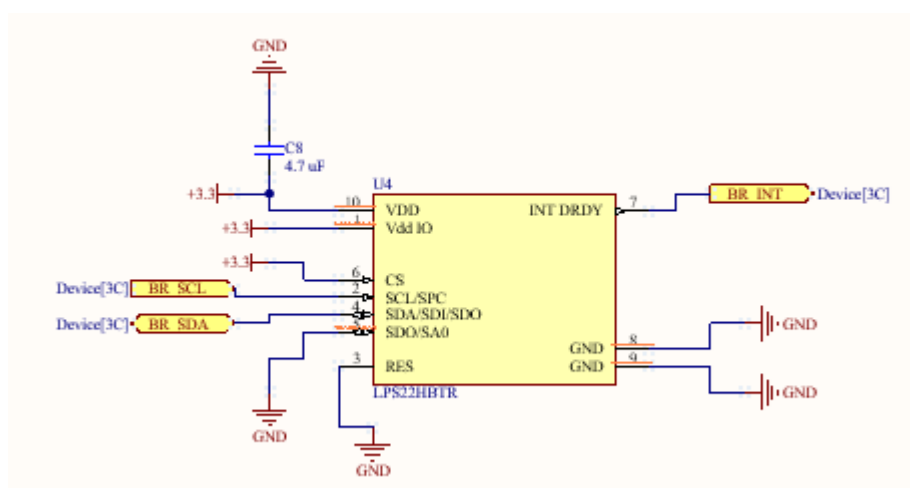 GND
C8
4.7 uF
U4
+3.3
10
VDD
INT DRDY
7
BR_INT
Device[3C]
+3.3
1
Vdd IO
+3.3
6
CS
Device[3C]
BR_SCL
2
SCL/SPC
Device[3C]
BR_SDA
4
SDA/SDI/SDO
5
SDO/SA0
GND
GND
8
GND
9
3
RES
GND
LPS22HBTR
GND
GND
GND